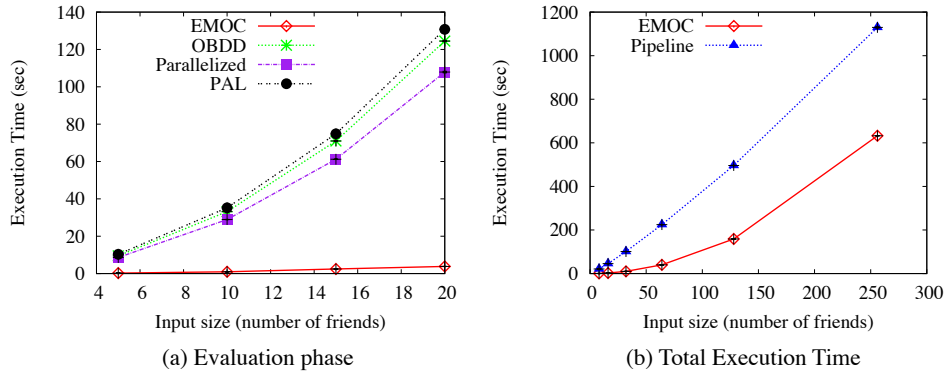 EMOC
OBDD
Parallelized
PAL
Execution Time (sec)
140
120
100
80
60
40
20
0
4 6 8 10 12 14 16 18 20
Input size (number of friends)
(a) Evaluation phase
EMOC
Pipeline
Execution Time (sec)
1200
1000
800
600
400
200
0
0 50 100 150 200 250 300
Input size (number of friends)
(b) Total Execution Time